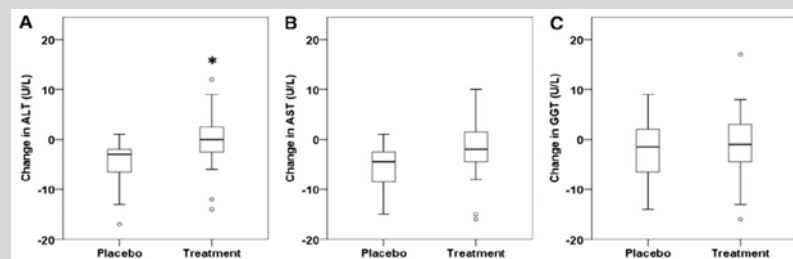 A
Change in ALT (U/L)
20
10
0
-10
-20
*
Placebo
Treatment
B
Change in AST (U/L)
20
10
0
-10
-20
Placebo
Treatment
C
Change in GGT (U/L)
20
10
0
-10
-20
Placebo
Treatment